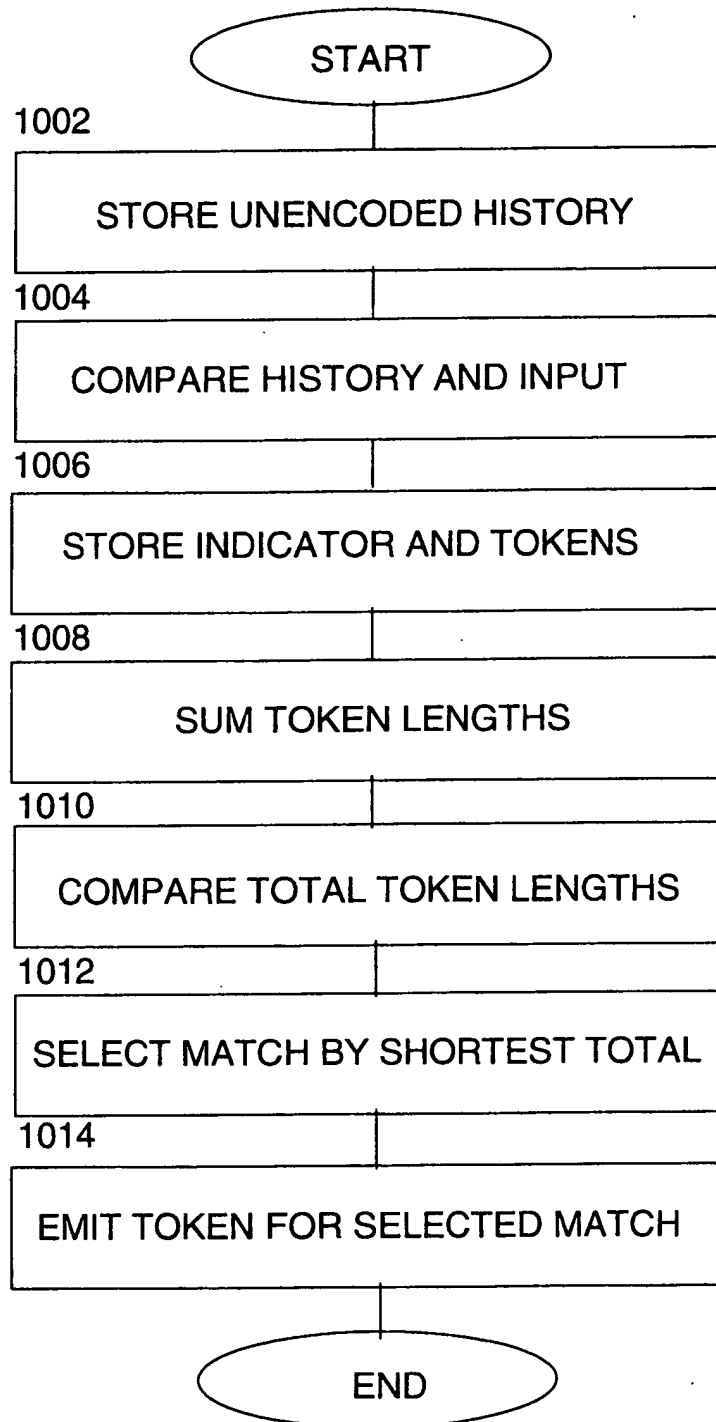 START
1002
STORE UNENCODED HISTORY
1004
COMPARE HISTORY AND INPUT
1006
STORE INDICATOR AND TOKENS
1008
SUM TOKEN LENGTHS
1010
COMPARE TOTAL TOKEN LENGTHS
1012
SELECT MATCH BY SHORTEST TOTAL
1014
EMIT TOKEN FOR SELECTED MATCH
END